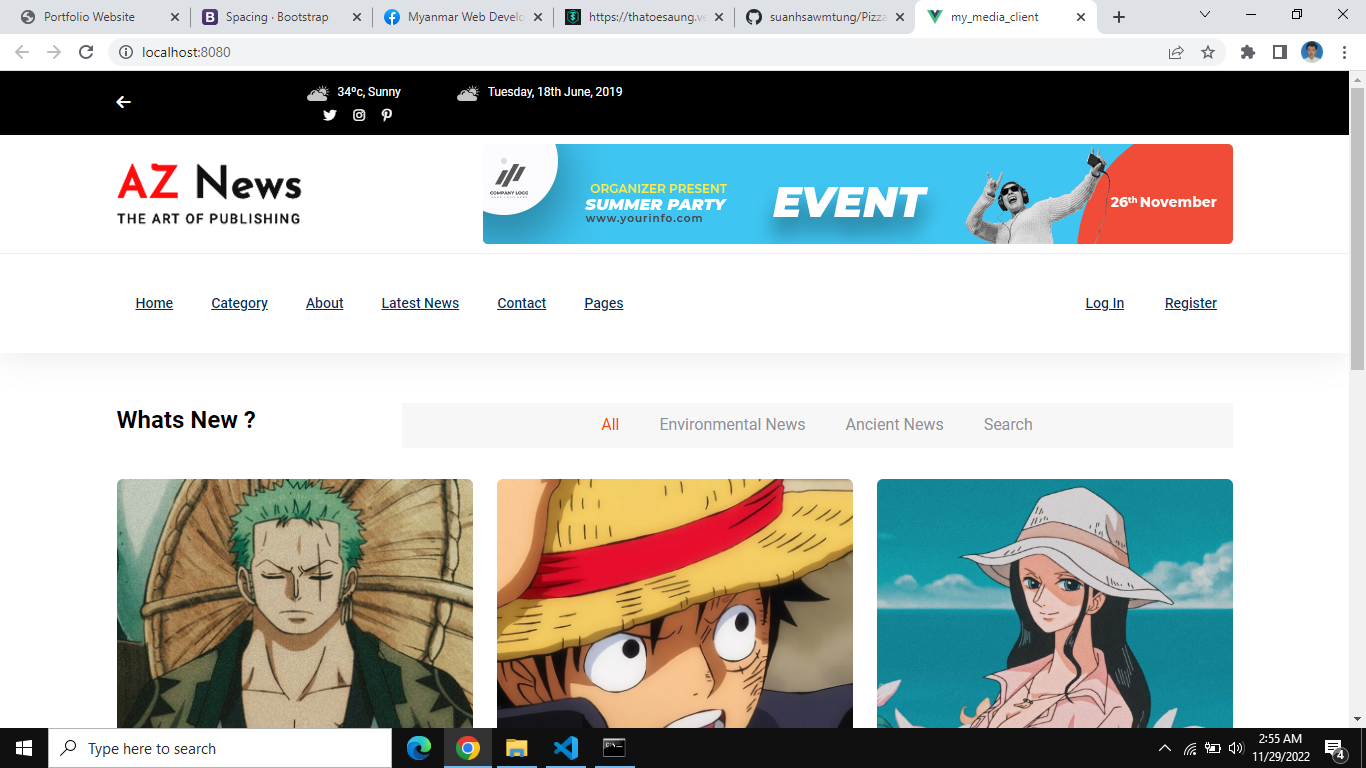 Portfolio Website
Spacing · Bootstrap
Myanmar Web Develo
https://thatoesaung.ve
suanhsawmtung/Pizza
my_media_client
localhost:8080
34°c, Sunny
Tuesday, 18th June, 2019
AZ News
THE ART OF PUBLISHING
COMPANY LOGO
ORGANIZER PRESENT
SUMMER PARTY
www.yourinfo.com
EVENT
26th November
Home
Category
About
Latest News
Contact
Pages
Log In
Register
Whats New ?
All
Environmental News
Ancient News
Search
Type here to search
2:55 AM
11/29/2022
4